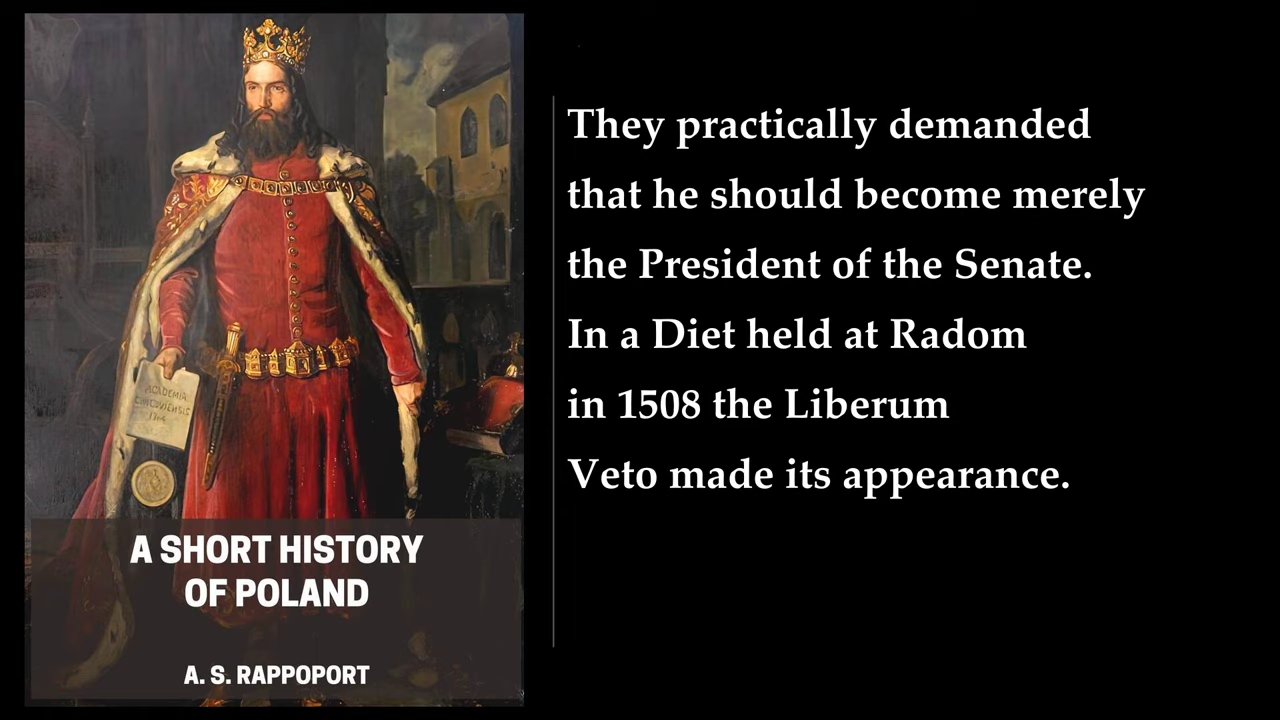 They practically demanded
that he should become merely
the President of the Senate.
In a Diet held at Radom
in 1508 the Liberum
Veto made its appearance.
ACADEMIA
A SHORT HISTORY
OF POLAND
A. S. RAPPOPORT